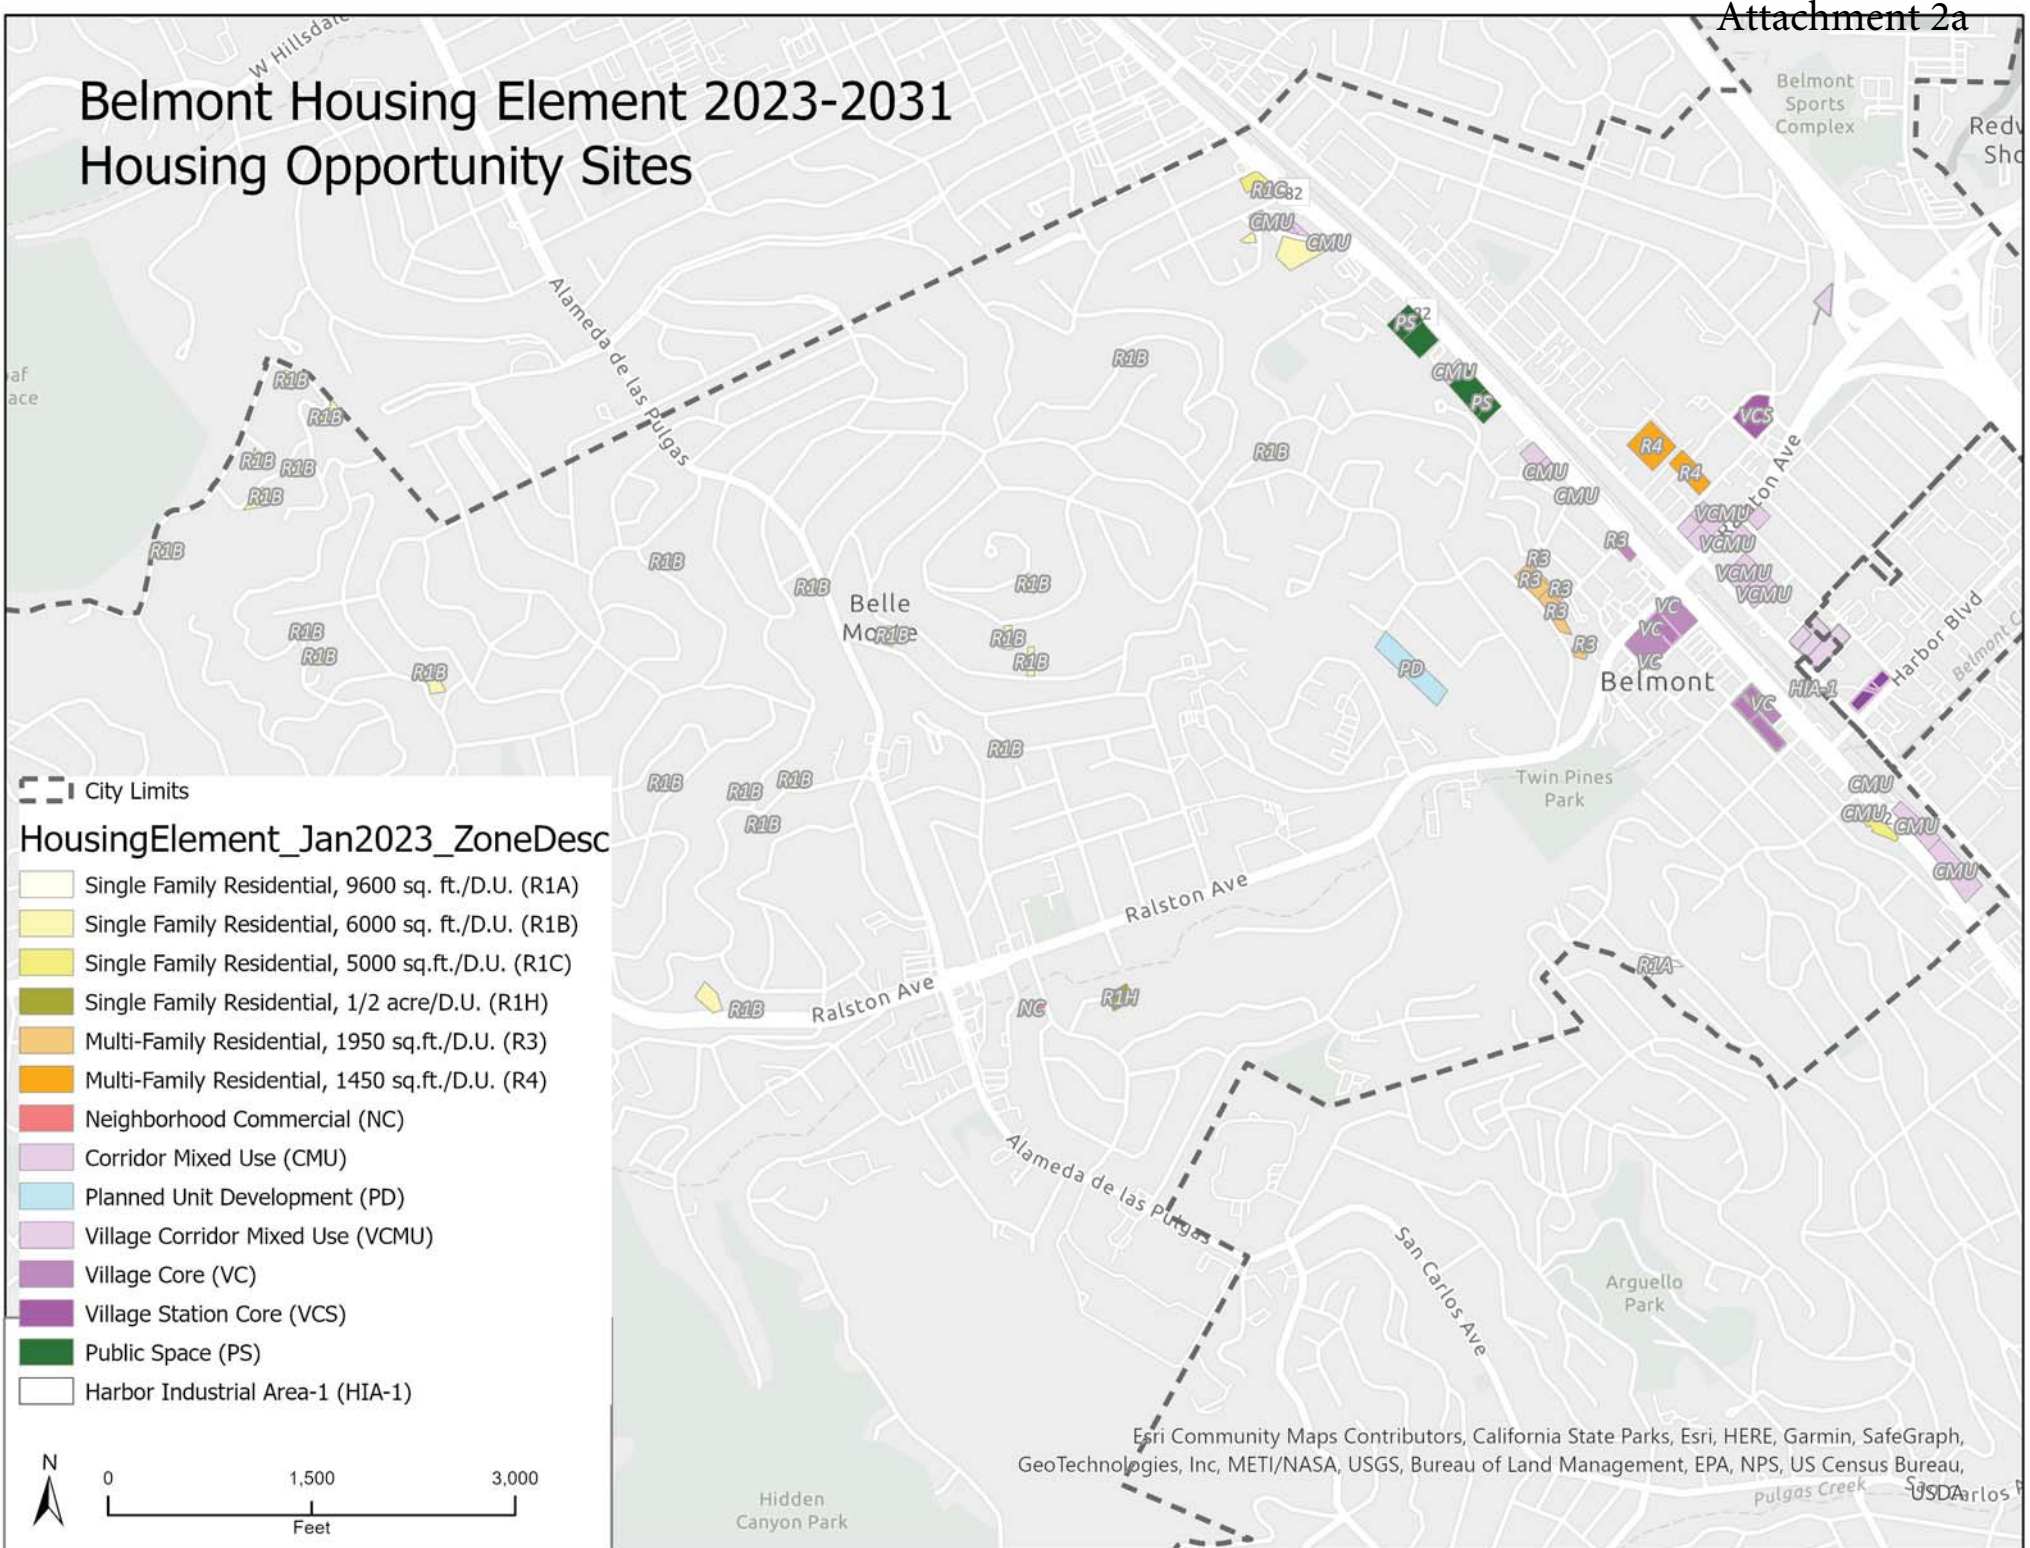 Attachment 2a
Belmont Housing Element 2023-2031
Housing Opportunity Sites
W Hillsdale
Belmont
Sports
Complex
Redw
Sho
R1C
82
CMU
CMU
Alameda de las Pulgas
PS
R1B
CMU
PS
af
ace
R1B
R1B
VCS
R1B
R1B
R1B
R1B
R4
R4
CMU
CMU
Ralston Ave
VCMU
VCMU
R1B
R1B
R3
R3
R3
R3
R3
R3
VCMU
VCMU
R1B
R1B
Belle
Monte
R1B
VC
VC
VC
Harbor Blvd
Belmont C
R1B
R1B
R1B
R1B
R1B
PD
Belmont
HIA-1
VC
R1B
R1B
R1B
R1B
R1B
Twin Pines
Park
CMU
CMU
CMU
CMU
Ralston Ave
R1A
R1B
Ralston Ave
NC
R1H
Alameda de las Pulgas
San Carlos Ave
Arguello
Park
Hidden
Canyon Park
City Limits
HousingElement_Jan2023_ZoneDesc
Single Family Residential, 9600 sq. ft./D.U. (R1A)
Single Family Residential, 6000 sq. ft./D.U. (R1B)
Single Family Residential, 5000 sq.ft./D.U. (R1C)
Single Family Residential, 1/2 acre/D.U. (R1H)
Multi-Family Residential, 1950 sq.ft./D.U. (R3)
Multi-Family Residential, 1450 sq.ft./D.U. (R4)
Neighborhood Commercial (NC)
Corridor Mixed Use (CMU)
Planned Unit Development (PD)
Village Corridor Mixed Use (VCMU)
Village Core (VC)
Village Station Core (VCS)
Public Space (PS)
Harbor Industrial Area-1 (HIA-1)
N
0 1,500 3,000
Feet
Esri Community Maps Contributors, California State Parks, Esri, HERE, Garmin, SafeGraph,
GeoTechnologies, Inc, METI/NASA, USGS, Bureau of Land Management, EPA, NPS, US Census Bureau,
USDA
Pulgas Creek